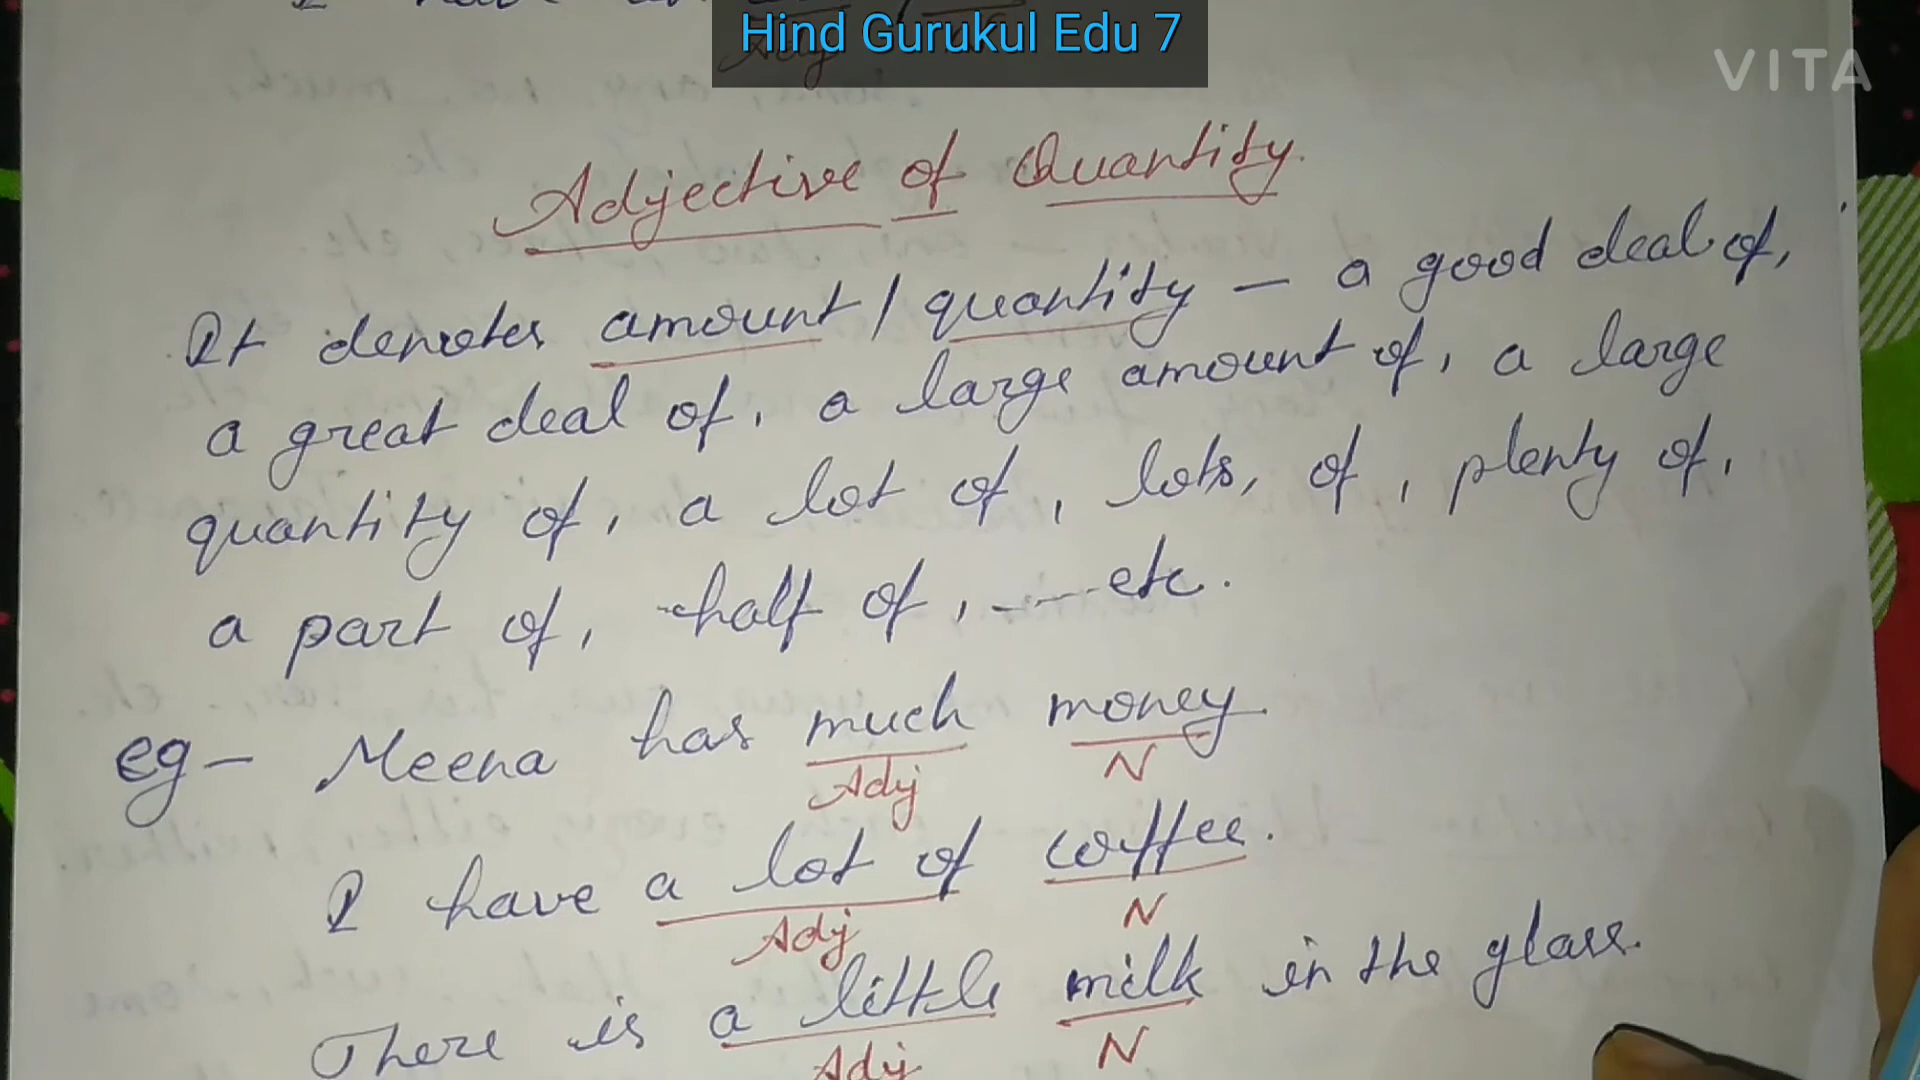 I have
Hind Gurukul Edu 7
VITA
Adjective of Quantity.
It denotes amount / quantity – a good deal of,
a great deal of, a large amount of, a large
quantity of, a lot of, lots, of, plenty of,
a part of, half of, --- etc.
eg – Meena has much money.
Adj N
I have a lot of coffee.
Adj N
There is a little milk in the glass.
Adj N